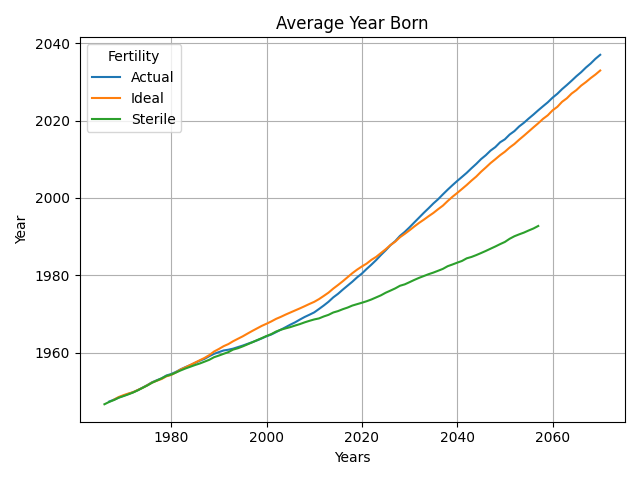 Average Year Born
Fertility
Actual
Ideal
Sterile
Year
2040
2020
2000
1980
1960
1980 2000 2020 2040 2060
Years